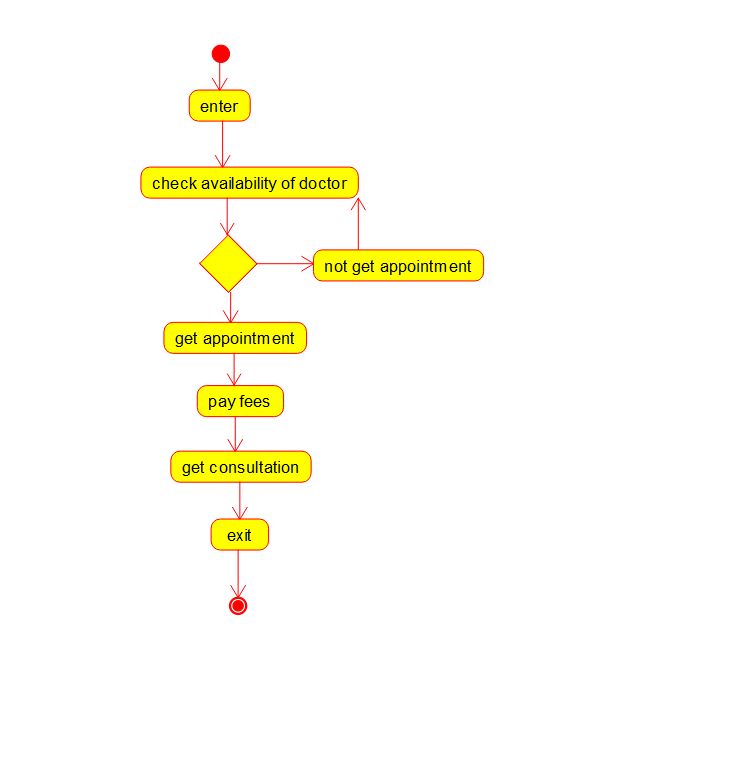 enter
check availability of doctor
not get appointment
get appointment
pay fees
get consultation
exit